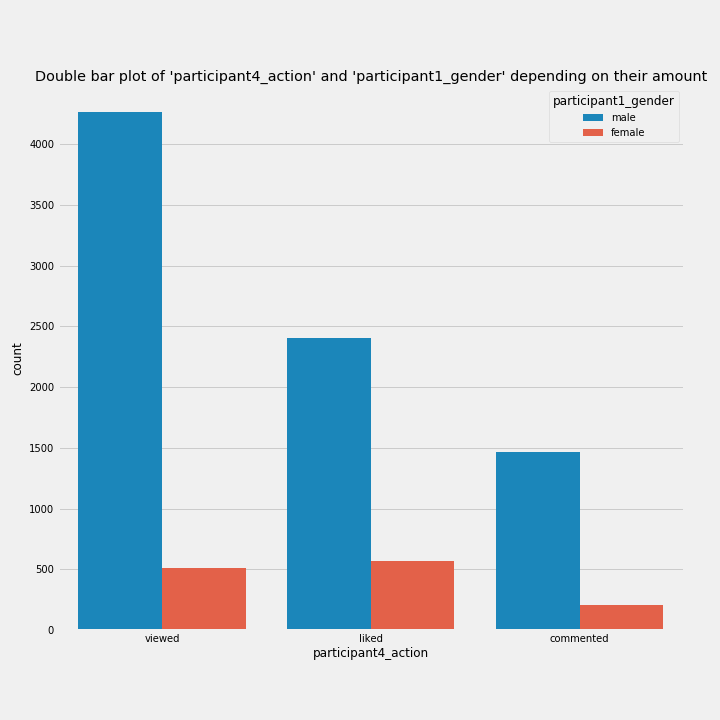 Double bar plot of 'participant4_action' and 'participant1_gender' depending on their amount
participant1_gender
male
female
4000
3500
3000
2500
2000
1500
1000
500
0
count
viewed
liked
commented
participant4_action